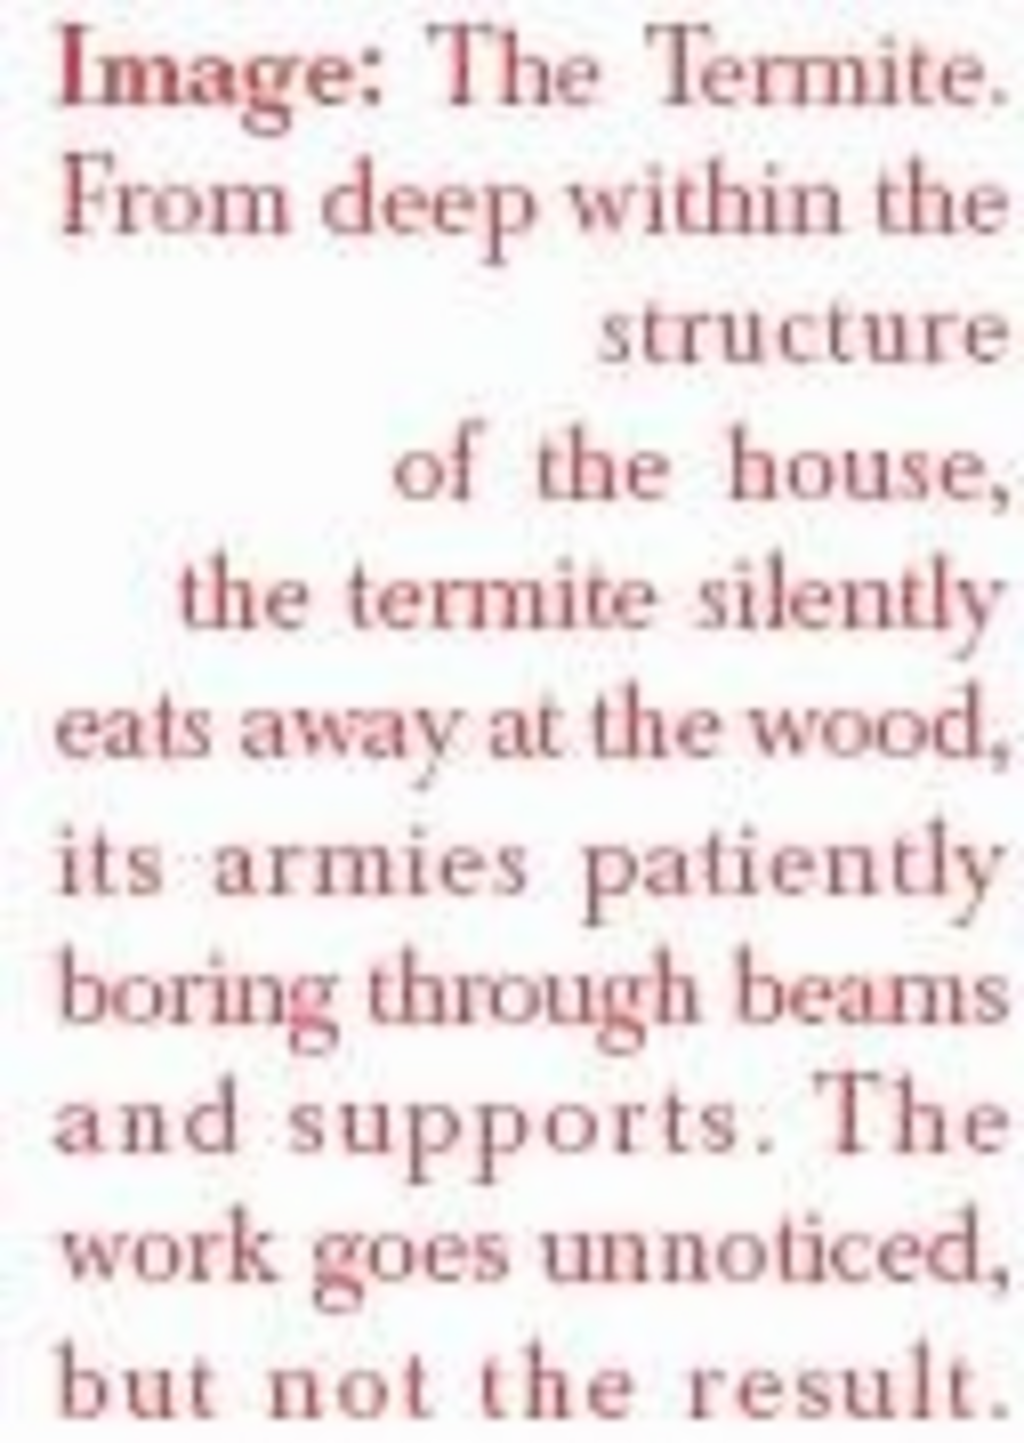 Image: The Termite.
From deep within the
structure
of the house,
the termite silently
eats away at the wood,
its armies patiently
boring through beams
and supports. The
work goes unnoticed,
but not the result.